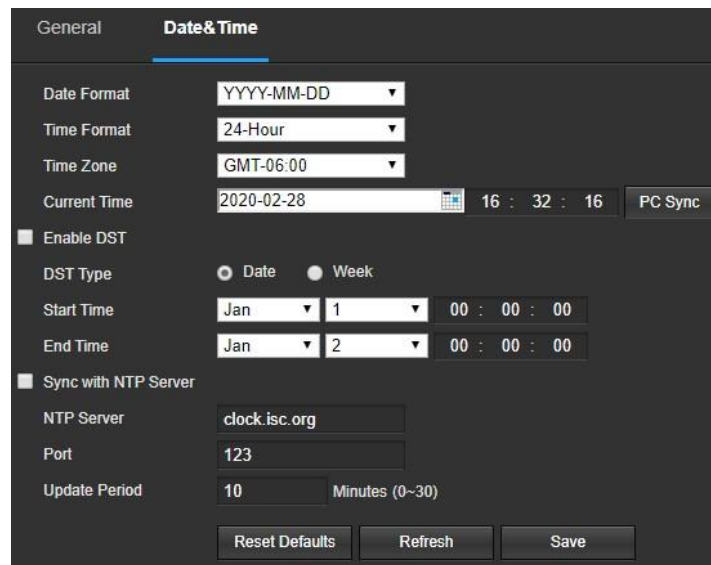 General Date&Time
Date Format YYYY-MM-DD
Time Format 24-Hour
Time Zone GMT-06:00
Current Time 2020-02-28 16 : 32 : 16 PC Sync
Enable DST
DST Type Date Week
Start Time Jan 1 00 : 00 : 00
End Time Jan 2 00 : 00 : 00
Sync with NTP Server
NTP Server clock.isc.org
Port 123
Update Period 10 Minutes (0~30)
Reset Defaults Refresh Save